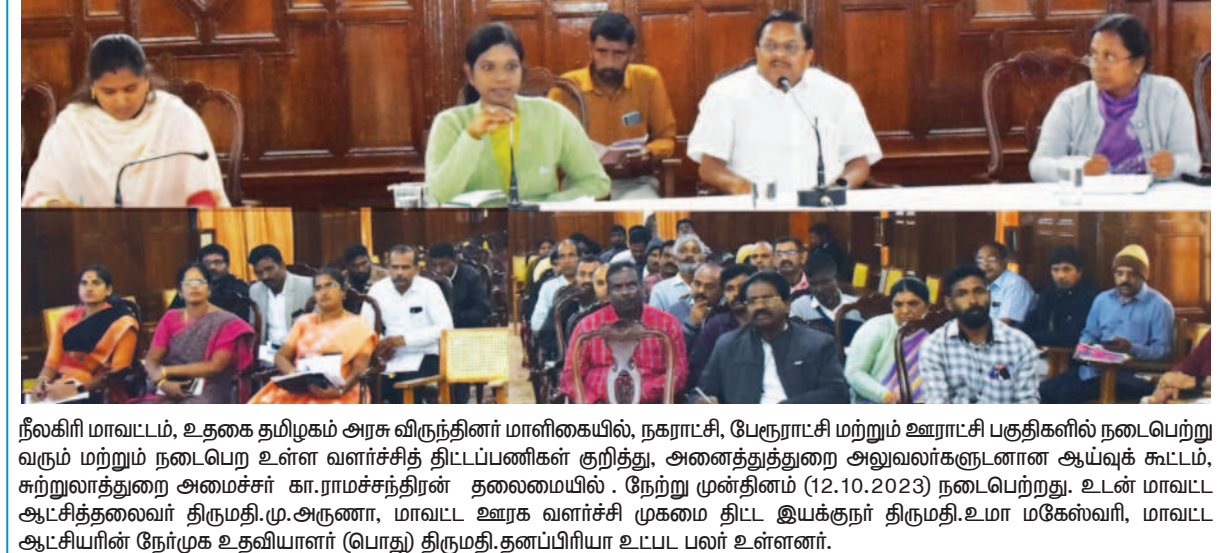 நீலகிரி மாவட்டம், உதகை தமிழகம் அரசு விருந்தினர் மாளிகையில், நகராட்சி, பேரூராட்சி மற்றும் ஊராட்சி பகுதிகளில் நடைபெற்று
வரும் மற்றும் நடைபெற உள்ள வளர்ச்சித் திட்டப்பணிகள் குறித்து, அனைத்துத்துறை அலுவலர்களுடனான ஆய்வுக் கூட்டம்,
சுற்றுலாத்துறை அமைச்சர் கா.ராமச்சந்திரன் தலைமையில் . நேற்று முன்தினம் (12.10.2023) நடைபெற்றது. உடன் மாவட்ட
ஆட்சித்தலைவர் திருமதி.மு.அருணா, மாவட்ட ஊரக வளர்ச்சி முகமை திட்ட இயக்குநர் திருமதி.உமா மகேஸ்வரி, மாவட்ட
ஆட்சியரின் நேர்முக உதவியாளர் (பொது) திருமதி.தனப்பிரியா உட்பட பலர் உள்ளனர்.